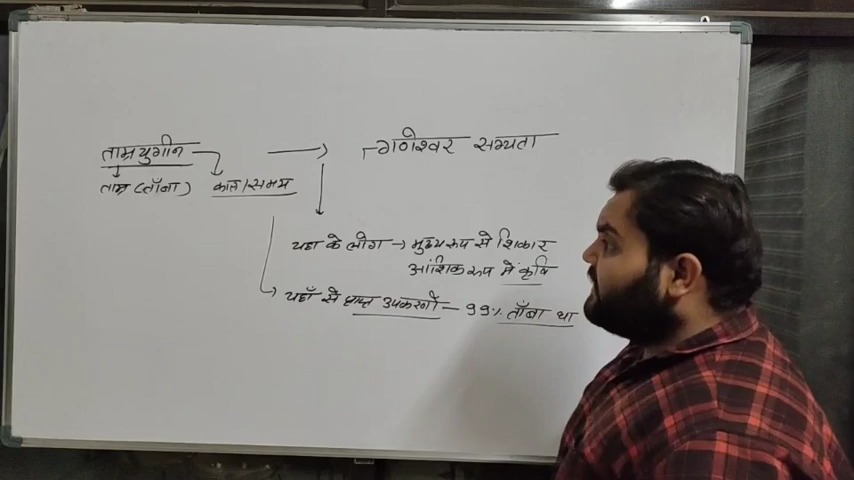 ताम्रयुगीन → गणेश्वर सभ्यता
ताम्र (ताँबा) काल/समय
यहा के लोग → मुख्य रूप से शिकार
आंशिक रूप में कृषि
यहाँ से प्राप्त उपकरणों - 99% ताँबा था